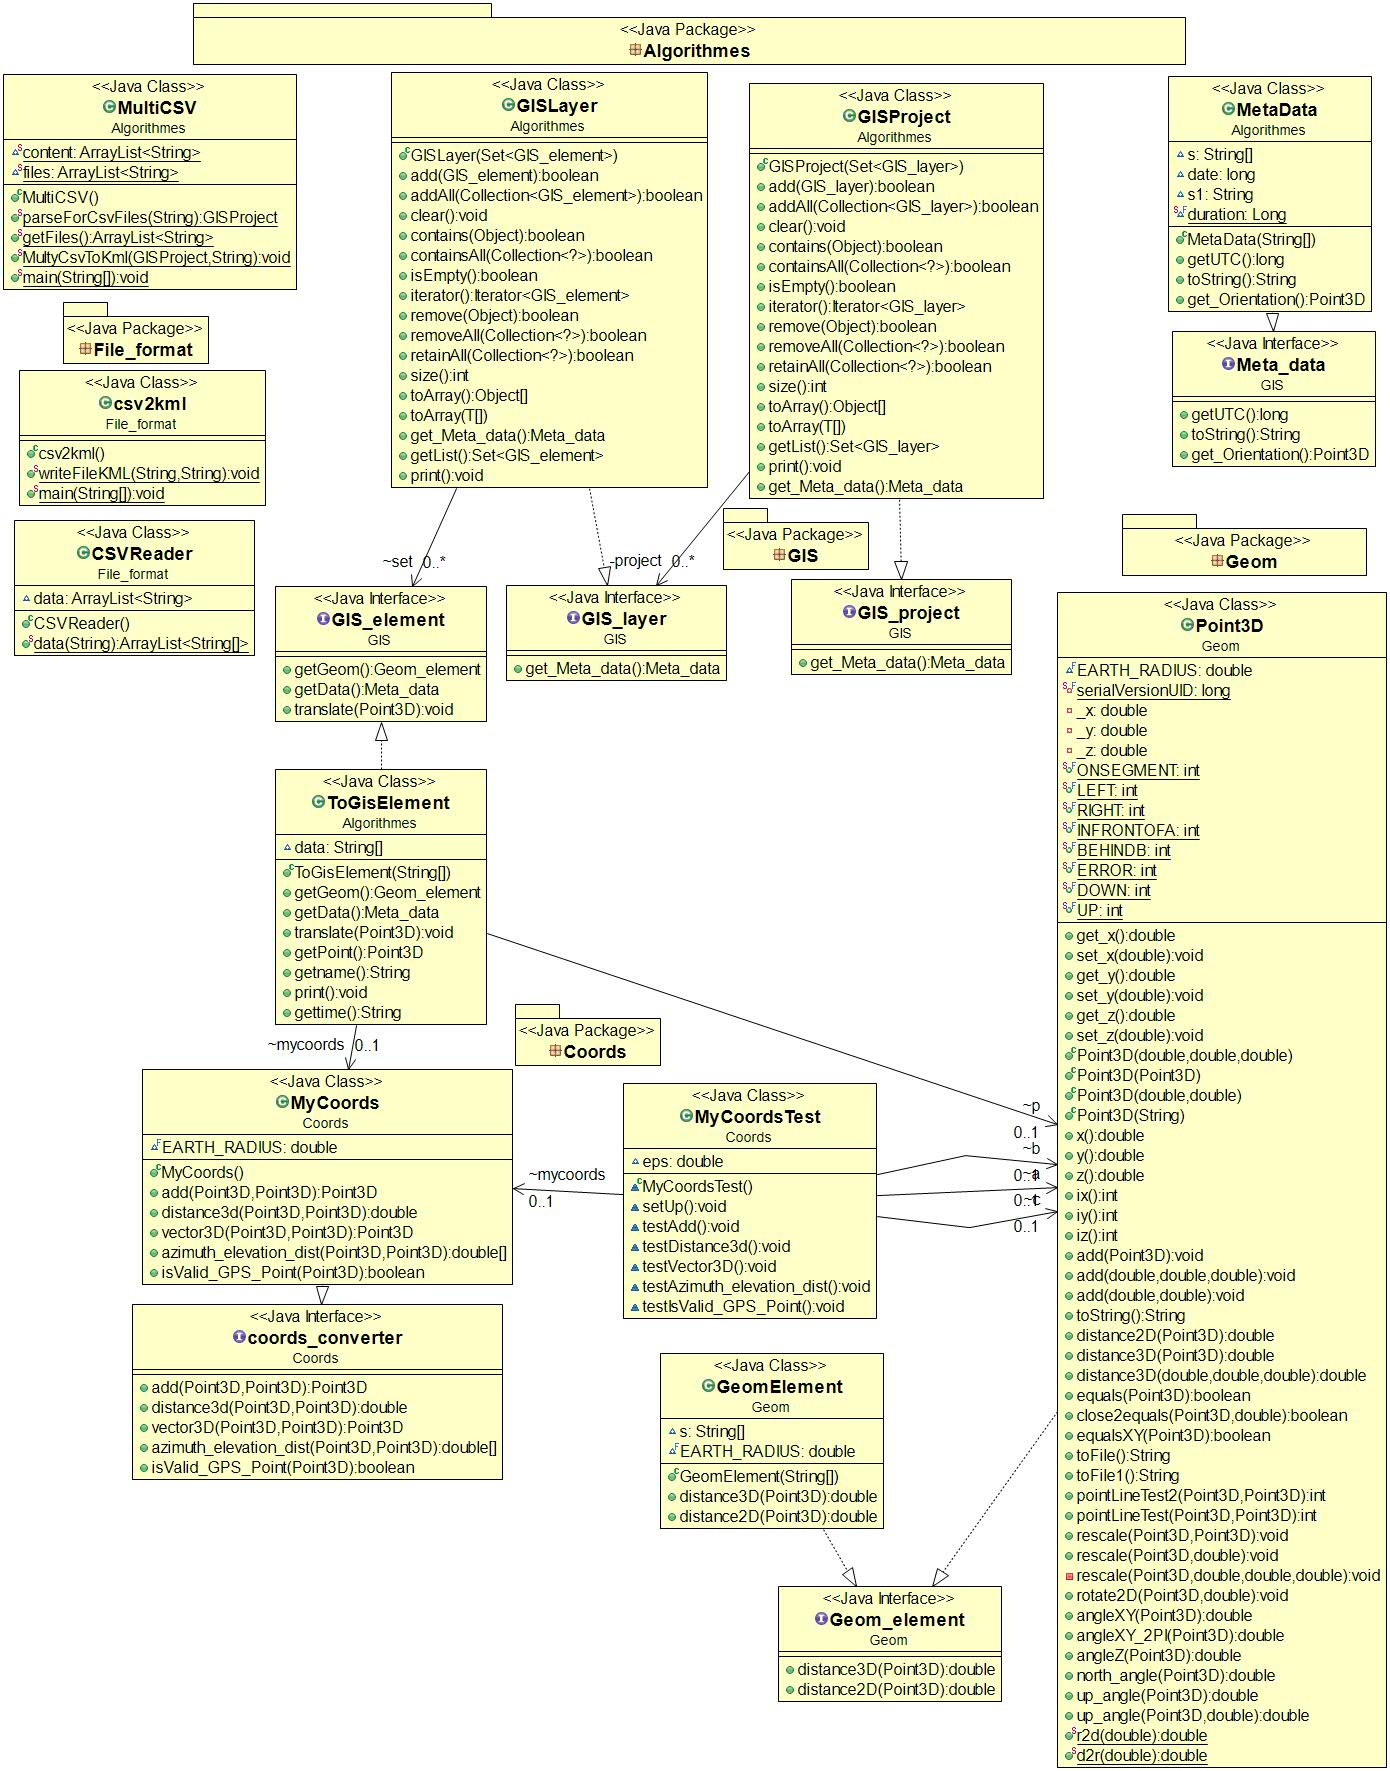 <<Java Package>>
Algorithmes
<<Java Class>>
MultiCSV
Algorithmes
content: ArrayList<String>
files: ArrayList<String>
MultiCSV()
parseForCsvFiles(String):GISProject
getFiles():ArrayList<String>
MultyCsvToKml(GISProject,String):void
main(String[]):void
<<Java Class>>
GISLayer
Algorithmes
GISLayer(Set<GIS_element>)
add(GIS_element):boolean
addAll(Collection<GIS_element>):boolean
clear():void
contains(Object):boolean
containsAll(Collection<?>):boolean
isEmpty():boolean
iterator():Iterator<GIS_element>
remove(Object):boolean
removeAll(Collection<?>):boolean
retainAll(Collection<?>):boolean
size():int
toArray():Object[]
toArray(T[])
get_Meta_data():Meta_data
getList():Set<GIS_element>
print():void
<<Java Class>>
GISProject
Algorithmes
GISProject(Set<GIS_layer>)
add(GIS_layer):boolean
addAll(Collection<GIS_layer>):boolean
clear():void
contains(Object):boolean
containsAll(Collection<?>):boolean
isEmpty():boolean
iterator():Iterator<GIS_layer>
remove(Object):boolean
removeAll(Collection<?>):boolean
retainAll(Collection<?>):boolean
size():int
toArray():Object[]
toArray(T[])
getList():Set<GIS_layer>
print():void
get_Meta_data():Meta_data
<<Java Class>>
MetaData
Algorithmes
s: String[]
date: long
s1: String
duration: Long
MetaData(String[])
getUTC():long
toString():String
get_Orientation():Point3D
<<Java Interface>>
Meta_data
GIS
getUTC():long
toString():String
get_Orientation():Point3D
<<Java Package>>
File_format
<<Java Class>>
csv2kml
File_format
csv2kml()
writeFileKML(String,String):void
main(String[]):void
<<Java Class>>
CSVReader
File_format
data: ArrayList<String>
CSVReader()
data(String):ArrayList<String[]>
~set 0..*
-project 0..*
<<Java Package>>
GIS
<<Java Package>>
Geom
<<Java Interface>>
GIS_element
GIS
getGeom():Geom_element
getData():Meta_data
translate(Point3D):void
<<Java Interface>>
GIS_layer
GIS
get_Meta_data():Meta_data
<<Java Interface>>
GIS_project
GIS
get_Meta_data():Meta_data
<<Java Class>>
ToGisElement
Algorithmes
data: String[]
ToGisElement(String[])
getGeom():Geom_element
getData():Meta_data
translate(Point3D):void
getPoint():Point3D
getname():String
print():void
gettime():String
~mycoords 0..1
<<Java Package>>
Coords
<<Java Class>>
MyCoords
Coords
EARTH_RADIUS: double
MyCoords()
add(Point3D,Point3D):Point3D
distance3d(Point3D,Point3D):double
vector3D(Point3D,Point3D):Point3D
azimuth_elevation_dist(Point3D,Point3D):double[]
isValid_GPS_Point(Point3D):boolean
~mycoords
0..1
<<Java Class>>
MyCoordsTest
Coords
eps: double
MyCoordsTest()
setUp():void
testAdd():void
testDistance3d():void
testVector3D():void
testAzimuth_elevation_dist():void
testIsValid_GPS_Point():void
~p
0..1
~b
0..1
~a
0..1
~c
0..1
<<Java Interface>>
coords_converter
Coords
add(Point3D,Point3D):Point3D
distance3d(Point3D,Point3D):double
vector3D(Point3D,Point3D):Point3D
azimuth_elevation_dist(Point3D,Point3D):double[]
isValid_GPS_Point(Point3D):boolean
<<Java Class>>
GeomElement
Geom
s: String[]
EARTH_RADIUS: double
GeomElement(String[])
distance3D(Point3D):double
distance2D(Point3D):double
<<Java Interface>>
Geom_element
Geom
distance3D(Point3D):double
distance2D(Point3D):double
<<Java Class>>
Point3D
Geom
EARTH_RADIUS: double
serialVersionUID: long
_x: double
_y: double
_z: double
ONSEGMENT: int
LEFT: int
RIGHT: int
INFRONTOFA: int
BEHINDB: int
ERROR: int
DOWN: int
UP: int
get_x():double
set_x(double):void
get_y():double
set_y(double):void
get_z():double
set_z(double):void
Point3D(double,double,double)
Point3D(Point3D)
Point3D(double,double)
Point3D(String)
x():double
y():double
z():double
ix():int
iy():int
iz():int
add(Point3D):void
add(double,double,double):void
add(double,double):void
toString():String
distance2D(Point3D):double
distance3D(Point3D):double
distance3D(double,double,double):double
equals(Point3D):boolean
close2equals(Point3D,double):boolean
equalsXY(Point3D):boolean
toFile():String
toFile1():String
pointLineTest2(Point3D,Point3D):int
pointLineTest(Point3D,Point3D):int
rescale(Point3D,Point3D):void
rescale(Point3D,double):void
rescale(Point3D,double,double,double):void
rotate2D(Point3D,double):void
angleXY(Point3D):double
angleXY_2PI(Point3D):double
angleZ(Point3D):double
north_angle(Point3D):double
up_angle(Point3D):double
up_angle(Point3D,double):double
r2d(double):double
d2r(double):double